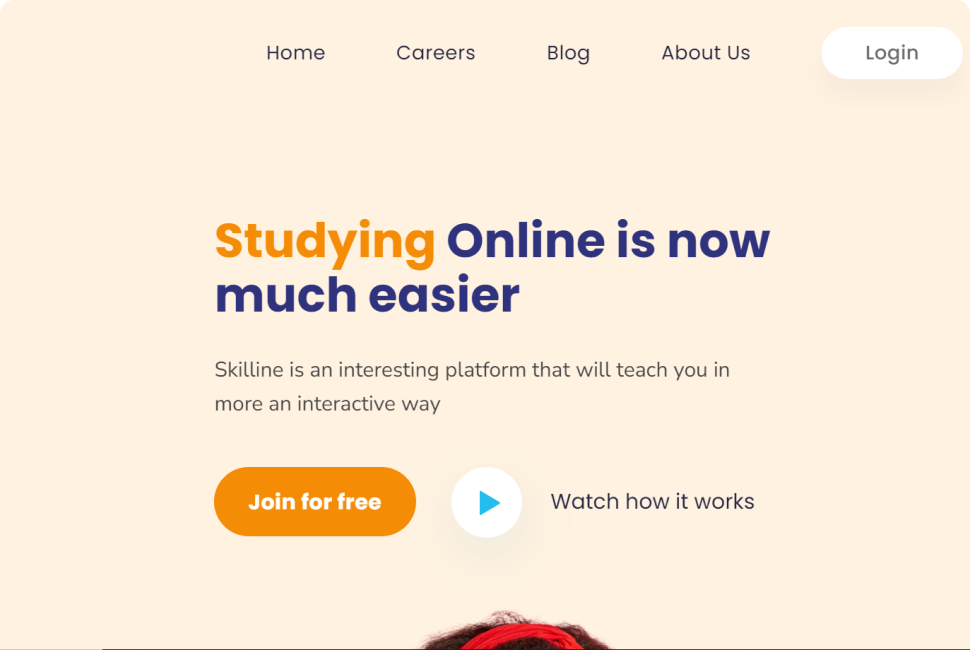 Home Careers Blog About Us Login
Studying Online is now
much easier
Skilline is an interesting platform that will teach you in
more an interactive way
Join for free Watch how it works